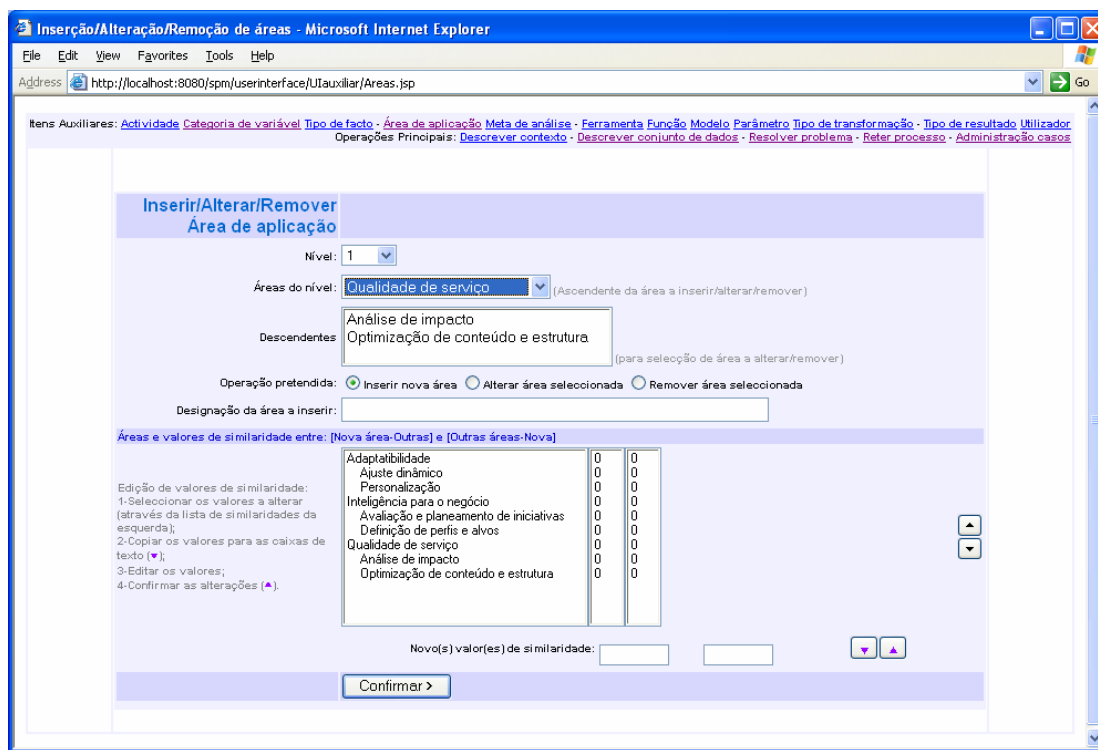 Inserção/Alteração/Remoção de áreas - Microsoft Internet Explorer
File Edit View Favorites Tools Help
Address http://localhost:8080/spm/userinterface/UIauxiliar/Areas.jsp Go
Itens Auxiliares: Actividade Categoria de variável Tipo de facto - Área de aplicação Meta de análise - Ferramenta Função Modelo Parâmetro Tipo de transformação - Tipo de resultado Utilizador
Operações Principais: Descrever contexto - Descrever conjunto de dados - Resolver problema - Reter processo - Administração casos
Inserir/Alterar/Remover
Área de aplicação
Nível: 1
Áreas do nível: Qualidade de serviço (Ascendente da área a inserir/alterar/remover)
Análise de impacto
Descendentes Optimização de conteúdo e estrutura
(para selecção de área a alterar/remover)
Operação pretendida: Inserir nova área Alterar área seleccionada Remover área seleccionada
Designação da área a inserir:
Áreas e valores de similaridade entre: [Nova área-Outras] e [Outras áreas-Nova]
Edição de valores de similaridade:
1-Seleccionar os valores a alterar
(através da lista de similaridades da
esquerda);
2-Copiar os valores para as caixas de
texto (▼);
3-Editar os valores;
4-Confirmar as alterações (▲).
Adaptatibilidade 0 0
Ajuste dinâmico 0 0
Personalização 0 0
Inteligência para o negócio 0 0
Avaliação e planeamento de iniciativas 0 0
Definição de perfis e alvos 0 0
Qualidade de serviço 0 0
Análise de impacto 0 0
Optimização de conteúdo e estrutura 0 0
Novo(s) valor(es) de similaridade:
Confirmar >